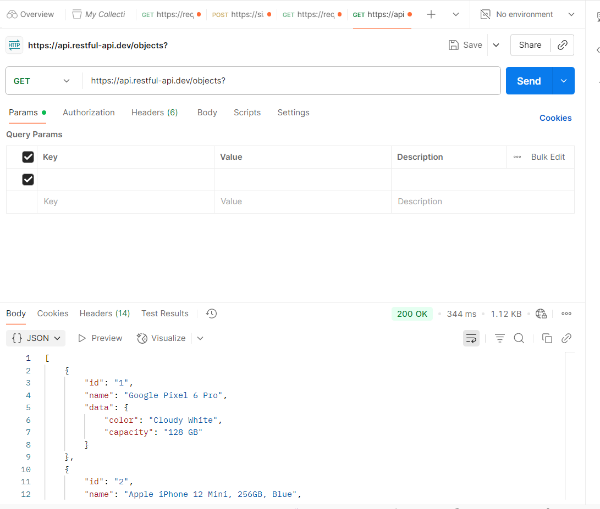 Overview My Collecti GET https://rec POST https://si. GET https://rec GET https://api No environment
HTTP https://api.restful-api.dev/objects? Save Share
GET https://api.restful-api.dev/objects? Send
Params Authorization Headers (6) Body Scripts Settings Cookies
Query Params
Key Value Description ··· Bulk Edit
Key Value Description
Body Cookies Headers (14) Test Results 200 OK • 344 ms • 1.12 KB •
{} JSON Preview Visualize
1 [
2 {
3 "id": "1",
4 "name": "Google Pixel 6 Pro",
5 "data": {
6 "color": "Cloudy White",
7 "capacity": "128 GB"
8 }
9 },
10 {
11 "id": "2",
12 "name": "Apple iPhone 12 Mini, 256GB, Blue",